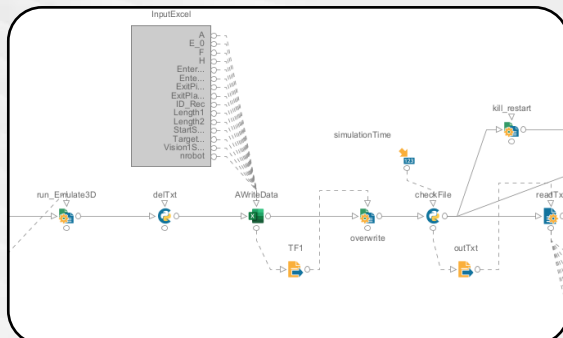 InputExcel
A
E_0
F
H
Enter...
Ente...
ExitPi...
ExitPla...
ID_Rec
Length1
Length2
StartS...
Target...
Vision1S...
nrobot
kill_restart
simulationTime
123
run_Emulate3D
delTxt
AWriteData
checkFile
readTx
TF1
overwrite
outTxt